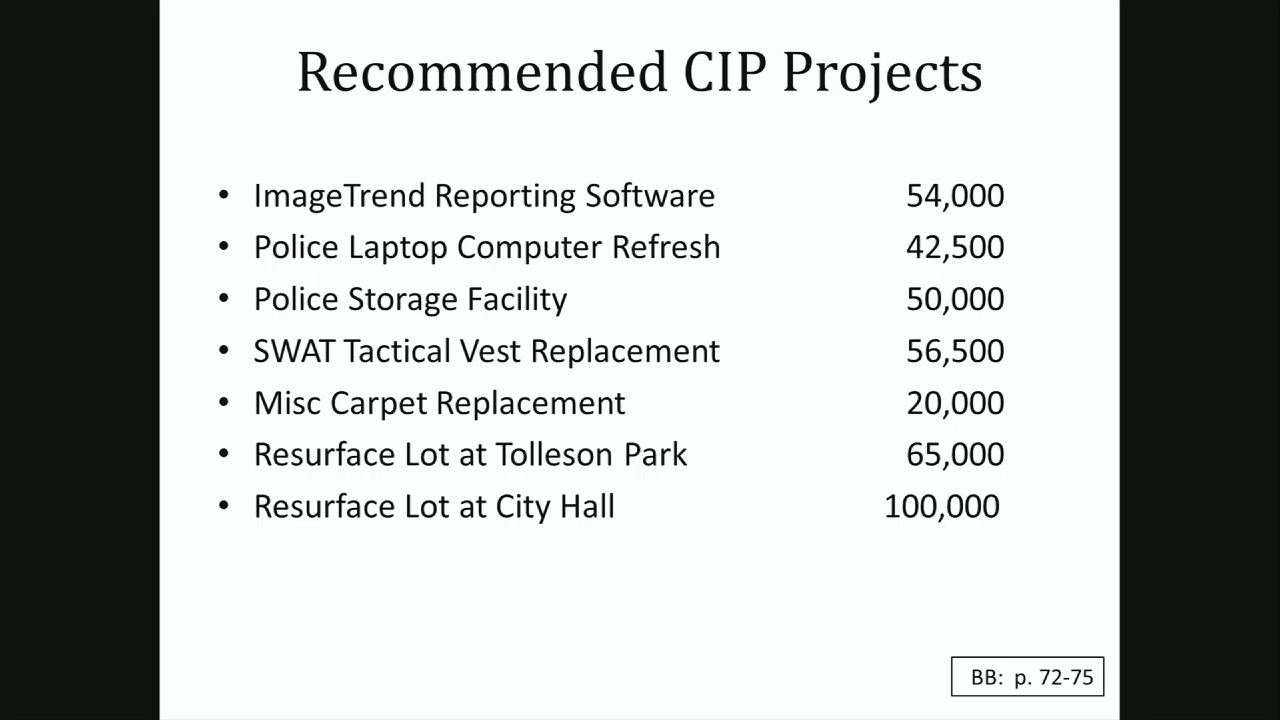 Recommended CIP Projects
• ImageTrend Reporting Software 54,000
• Police Laptop Computer Refresh 42,500
• Police Storage Facility 50,000
• SWAT Tactical Vest Replacement 56,500
• Misc Carpet Replacement 20,000
• Resurface Lot at Tolleson Park 65,000
• Resurface Lot at City Hall 100,000
BB: p. 72-75